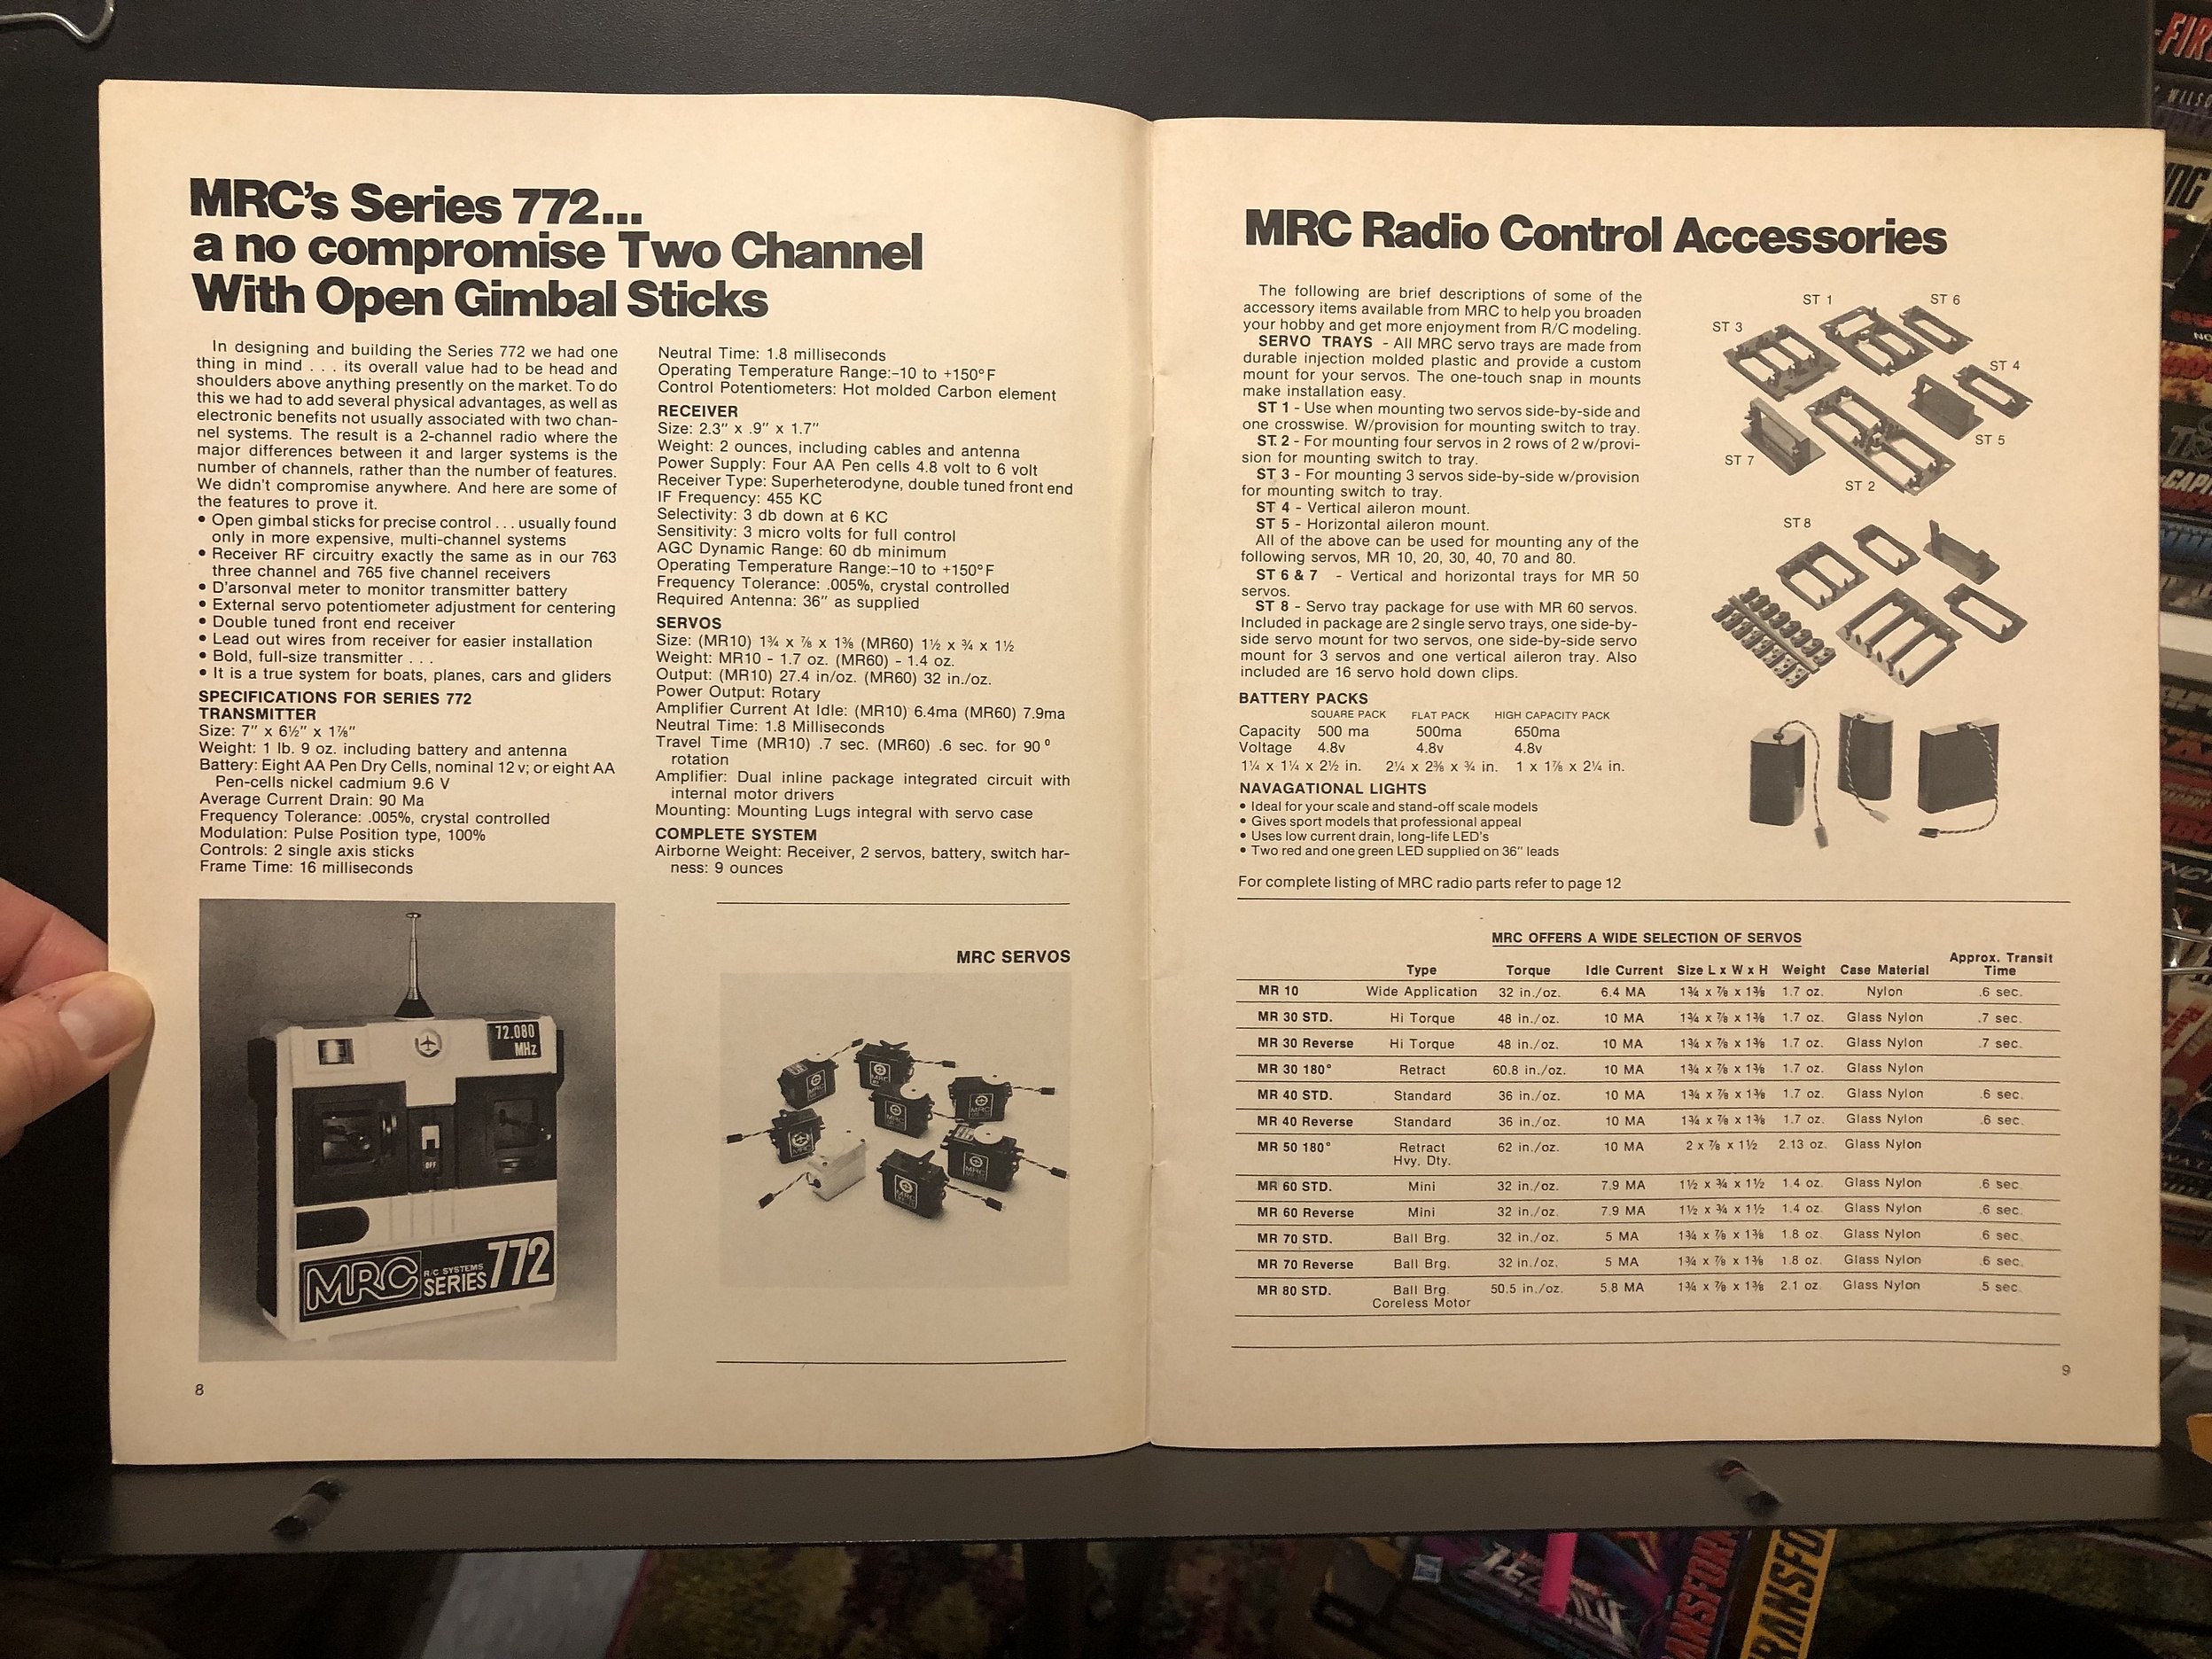 MRC's Series 772...
a no compromise Two Channel
With Open Gimbal Sticks
In designing and building the Series 772 we had one
thing in mind . . . its overall value had to be head and
shoulders above anything presently on the market. To do
this we had to add several physical advantages, as well as
electronic benefits not usually associated with two chan-
nel systems. The result is a 2-channel radio where the
major differences between it and larger systems is the
number of channels, rather than the number of features.
We didn't compromise anywhere. And here are some of
the features to prove it.
• Open gimbal sticks for precise control . . . usually found
only in more expensive, multi-channel systems
• Receiver RF circuitry exactly the same as in our 763
three channel and 765 five channel receivers
• D'arsonval meter to monitor transmitter battery
• External servo potentiometer adjustment for centering
• Double tuned front end receiver
• Lead out wires from receiver for easier installation
• Bold, full-size transmitter . . .
• It is a true system for boats, planes, cars and gliders
SPECIFICATIONS FOR SERIES 772
TRANSMITTER
Size: 7" x 6½" x 1⅞"
Weight: 1 lb. 9 oz. including battery and antenna
Battery: Eight AA Pen Dry Cells, nominal 12 v; or eight AA
Pen-cells nickel cadmium 9.6 V
Average Current Drain: 90 Ma
Frequency Tolerance: .005%, crystal controlled
Modulation: Pulse Position type, 100%
Controls: 2 single axis sticks
Frame Time: 16 milliseconds
72.080
MHz
OFF
MRC R/C SYSTEMS SERIES 772
8
Neutral Time: 1.8 milliseconds
Operating Temperature Range:–10 to +150°F
Control Potentiometers: Hot molded Carbon element
RECEIVER
Size: 2.3" x .9" x 1.7"
Weight: 2 ounces, including cables and antenna
Power Supply: Four AA Pen cells 4.8 volt to 6 volt
Receiver Type: Superheterodyne, double tuned front end
IF Frequency: 455 KC
Selectivity: 3 db down at 6 KC
Sensitivity: 3 micro volts for full control
AGC Dynamic Range: 60 db minimum
Operating Temperature Range:–10 to +150°F
Frequency Tolerance: .005%, crystal controlled
Required Antenna: 36" as supplied
SERVOS
Size: (MR10) 1¾ x ⅞ x 1⅜ (MR60) 1½ x ¾ x 1½
Weight: MR10 - 1.7 oz. (MR60) - 1.4 oz.
Output: (MR10) 27.4 in/oz. (MR60) 32 in./oz.
Power Output: Rotary
Amplifier Current At Idle: (MR10) 6.4ma (MR60) 7.9ma
Neutral Time: 1.8 Milliseconds
Travel Time (MR10) .7 sec. (MR60) .6 sec. for 90°
rotation
Amplifier: Dual inline package integrated circuit with
internal motor drivers
Mounting: Mounting Lugs integral with servo case
COMPLETE SYSTEM
Airborne Weight: Receiver, 2 servos, battery, switch har-
ness: 9 ounces
MRC SERVOS
MRC
MRC
MRC
MRC
MRC
MRC
MRC
MRC Radio Control Accessories
The following are brief descriptions of some of the
accessory items available from MRC to help you broaden
your hobby and get more enjoyment from R/C modeling.
SERVO TRAYS - All MRC servo trays are made from
durable injection molded plastic and provide a custom
mount for your servos. The one-touch snap in mounts
make installation easy.
ST 1 - Use when mounting two servos side-by-side and
one crosswise. W/provision for mounting switch to tray.
ST 2 - For mounting four servos in 2 rows of 2 w/provi-
sion for mounting switch to tray.
ST 3 - For mounting 3 servos side-by-side w/provision
for mounting switch to tray.
ST 4 - Vertical aileron mount.
ST 5 - Horizontal aileron mount.
All of the above can be used for mounting any of the
following servos, MR 10, 20, 30, 40, 70 and 80.
ST 6 & 7 - Vertical and horizontal trays for MR 50
servos.
ST 8 - Servo tray package for use with MR 60 servos.
Included in package are 2 single servo trays, one side-by-
side servo mount for two servos, one side-by-side servo
mount for 3 servos and one vertical aileron tray. Also
included are 16 servo hold down clips.
ST 1
ST 6
ST 3
ST 4
ST 5
ST 7
ST 2
ST 8
BATTERY PACKS
SQUARE PACK FLAT PACK HIGH CAPACITY PACK
Capacity 500 ma 500ma 650ma
Voltage 4.8v 4.8v 4.8v
1¼ x 1¼ x 2½ in. 2¼ x 2⅜ x ¾ in. 1 x 1⅞ x 2¼ in.
NAVAGATIONAL LIGHTS
• Ideal for your scale and stand-off scale models
• Gives sport models that professional appeal
• Uses low current drain, long-life LED's
• Two red and one green LED supplied on 36" leads
For complete listing of MRC radio parts refer to page 12
MRC OFFERS A WIDE SELECTION OF SERVOS
Type Torque Idle Current Size L x W x H Weight Case Material Approx. Transit Time
MR 10 Wide Application 32 in./oz. 6.4 MA 1¾ x ⅞ x 1⅜ 1.7 oz. Nylon .6 sec.
MR 30 STD. Hi Torque 48 in./oz. 10 MA 1¾ x ⅞ x 1⅜ 1.7 oz. Glass Nylon .7 sec.
MR 30 Reverse Hi Torque 48 in./oz. 10 MA 1¾ x ⅞ x 1⅜ 1.7 oz. Glass Nylon .7 sec.
MR 30 180° Retract 60.8 in./oz. 10 MA 1¾ x ⅞ x 1⅜ 1.7 oz. Glass Nylon
MR 40 STD. Standard 36 in./oz. 10 MA 1¾ x ⅞ x 1⅜ 1.7 oz. Glass Nylon .6 sec.
MR 40 Reverse Standard 36 in./oz. 10 MA 1¾ x ⅞ x 1⅜ 1.7 oz. Glass Nylon .6 sec.
MR 50 180° Retract Hvy. Dty. 62 in./oz. 10 MA 2 x ⅞ x 1½ 2.13 oz. Glass Nylon
MR 60 STD. Mini 32 in./oz. 7.9 MA 1½ x ¾ x 1½ 1.4 oz. Glass Nylon .6 sec.
MR 60 Reverse Mini 32 in./oz. 7.9 MA 1½ x ¾ x 1½ 1.4 oz. Glass Nylon .6 sec.
MR 70 STD. Ball Brg. 32 in./oz. 5 MA 1¾ x ⅞ x 1⅜ 1.8 oz. Glass Nylon .6 sec.
MR 70 Reverse Ball Brg. 32 in./oz. 5 MA 1¾ x ⅞ x 1⅜ 1.8 oz. Glass Nylon .6 sec.
MR 80 STD. Ball Brg. Coreless Motor 50.5 in./oz. 5.8 MA 1¾ x ⅞ x 1⅜ 2.1 oz. Glass Nylon .5 sec.
9